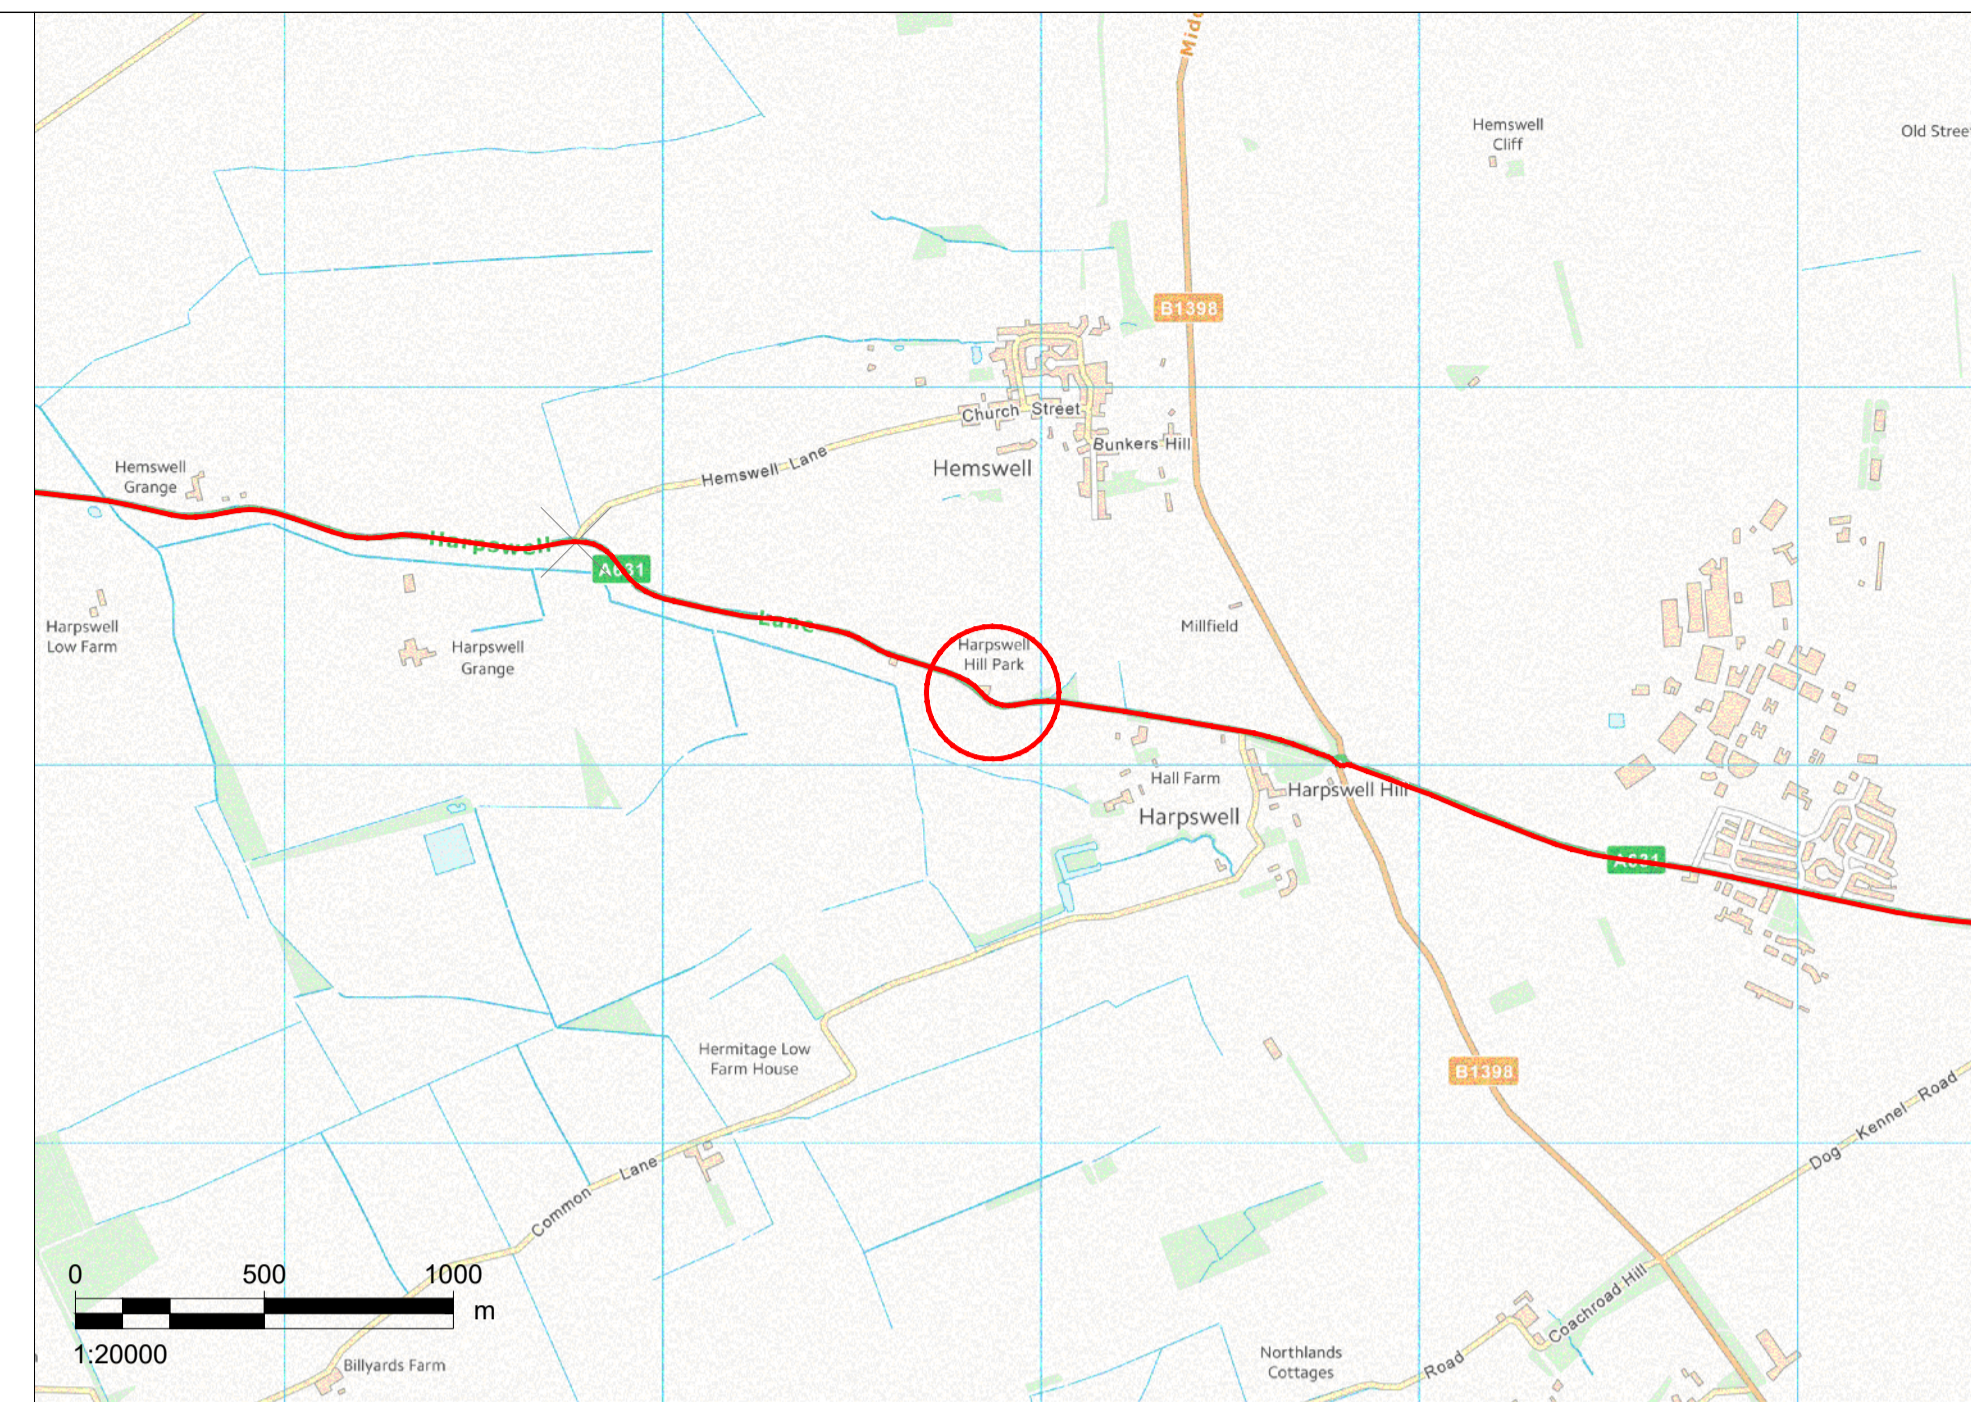 Hemswell
Cliff
B1398
Church Street
Bunkers Hill
Hemswell Lane
Hemswell
Hemswell
Grange
Harpswell
Lane
A631
Harpswell
Low Farm
Harpswell
Grange
Millfield
Harpswell
Hill Park
Hall Farm
Harpswell Hill
Harpswell
A631
Hermitage Low
Farm House
B1398
Dog Kennel Road
Common Lane
0 500 1000
m
1:20000
Billyards Farm
Coachroad Hill
Northlands
Cottages
Road